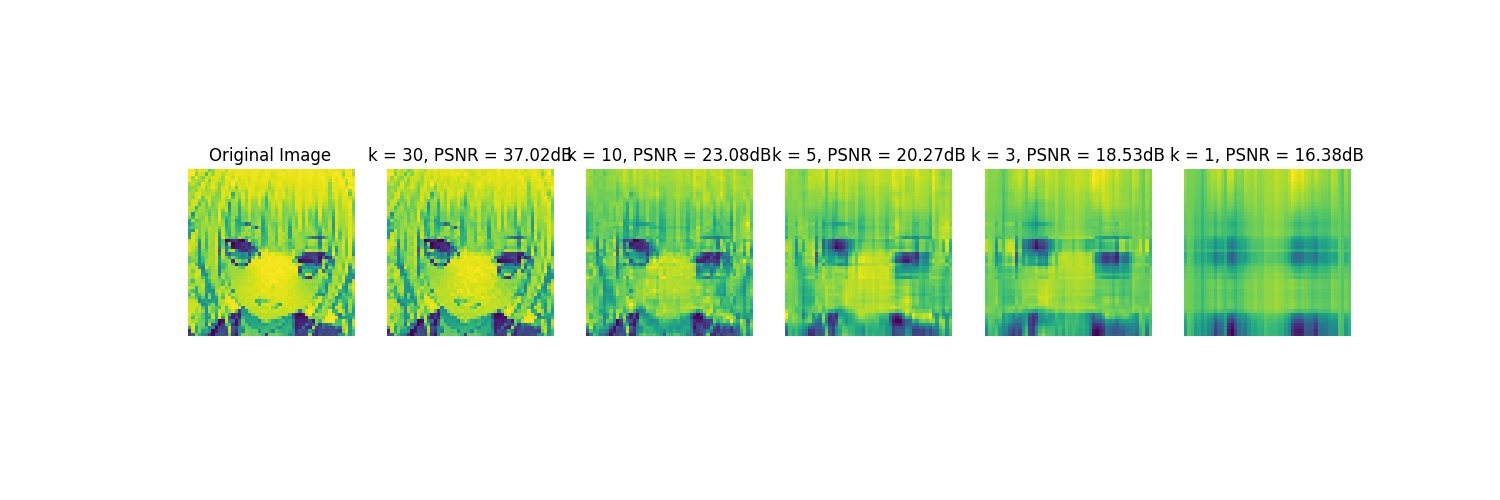 Original Image
k = 30, PSNR = 37.02dB
k = 10, PSNR = 23.08dB
k = 5, PSNR = 20.27dB
k = 3, PSNR = 18.53dB
k = 1, PSNR = 16.38dB